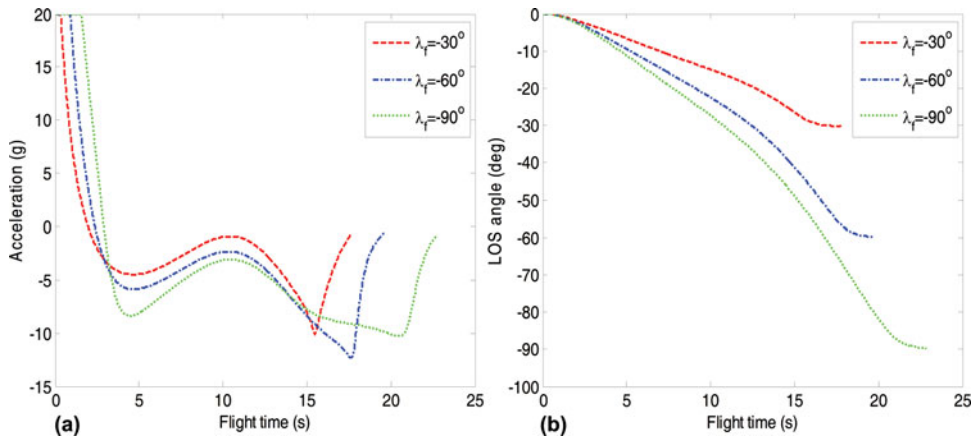 20
15
10
5
0
-5
-10
-15
0
5
10
15
20
25
Acceleration (g)
Flight time (s)
λf=-30°
λf=-60°
λf=-90°
(a)
0
-10
-20
-30
-40
-50
-60
-70
-80
-90
-100
0
5
10
15
20
25
LOS angle (deg)
Flight time (s)
λf=-30°
λf=-60°
λf=-90°
(b)